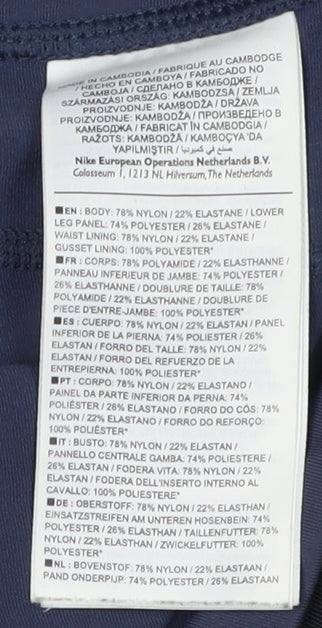 MADE IN CAMBODIA / FABRIQUE AU CAMBODGE
/ HECHO EN CAMBOYA / FABRICADO NO
CAMBOJA / СДЕЛАНО В КАМБОДЖЕ /
SZÁRMAZÁSI ORSZÁG: KAMBODZSA / ZEMLJA
PROIZVODNJE: KAMBODŽA / DRŽAVA
PROIZVODNJE: KAMBODŽA / ПРОИЗВЕДЕНО В
КАМБОДЖА / FABRICAT ÎN CAMBODGIA /
RAŽOTS: KAMBODŽĀ / KAMBOÇYA'DA
YAPILMIŞTIR / صنع في كمبوديا
Nike European Operations Netherlands B.V.
Colosseum 1, 1213 NL Hilversum, The Netherlands
■EN : BODY: 78% NYLON / 22% ELASTANE / LOWER
LEG PANEL: 74% POLYESTER / 26% ELASTANE /
WAIST LINING: 78% NYLON / 22% ELASTANE /
GUSSET LINING: 100% POLYESTER*
■FR : CORPS: 78% POLYAMIDE / 22% ELASTHANNE /
PANNEAU INFERIEUR DE JAMBE: 74% POLYESTER /
26% ELASTHANNE / DOUBLURE DE TAILLE: 78%
POLYAMIDE / 22% ELASTHANNE / DOUBLURE DE
PIECE D'ENTRE-JAMBE: 100% POLYESTER*
■ES : CUERPO: 78% NYLON / 22% ELASTAN / PANEL
INFERIOR DE LA PIERNA: 74% POLIESTER / 26%
ELASTAN / FORRO DEL TALLE: 78% NYLON / 22%
ELASTAN / FORRO DEL REFUERZO DE LA
ENTREPIERNA: 100% POLIESTER*
■PT : CORPO: 78% NYLON / 22% ELASTANO /
PAINEL DA PARTE INFERIOR DA PERNA: 74%
POLIÉSTER / 26% ELASTANO / FORRO DO CÓS: 78%
NYLON / 22% ELASTANO / FORRO DO REFORÇO:
100% POLIÉSTER*
■IT : BUSTO: 78% NYLON / 22% ELASTAN /
PANNELLO CENTRALE GAMBA: 74% POLIESTERE /
26% ELASTAN / FODERA VITA: 78% NYLON / 22%
ELASTAN / FODERA DELL'INSERTO INTERNO AL
CAVALLO: 100% POLIESTERE*
■DE : OBERSTOFF: 78% NYLON / 22% ELASTHAN /
EINSATZSTREIFEN AM UNTEREN HOSENBEIN: 74%
POLYESTER / 26% ELASTHAN / TAILLENFUTTER: 78%
NYLON / 22% ELASTHAN / ZWICKELFUTTER: 100%
POLYESTER*
■NL : BOVENSTOF: 78% NYLON / 22% ELASTAAN /
PAND ONDERPIJP: 74% POLYESTER / 26% ELASTAAN